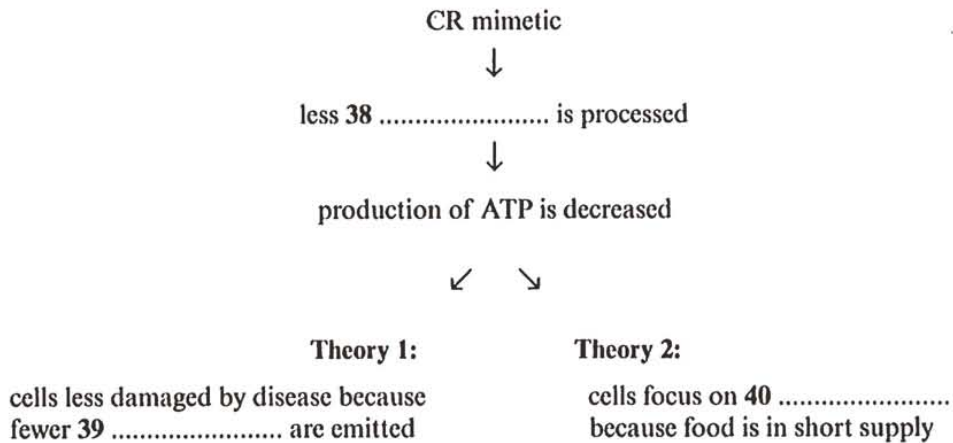 CR mimetic
↓
less 38 ........................ is processed
↓
production of ATP is decreased
↙ ↘
Theory 1: Theory 2:
cells less damaged by disease because
fewer 39 ........................ are emitted
cells focus on 40 ........................
because food is in short supply